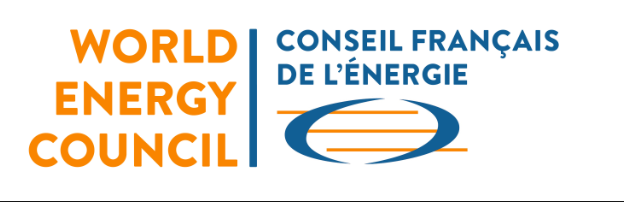 WORLD
ENERGY
COUNCIL
CONSEIL FRANÇAIS
DE L'ÉNERGIE